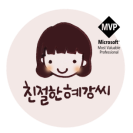 MVP
Microsoft
Most Valuable
Professional
친절한혜강씨